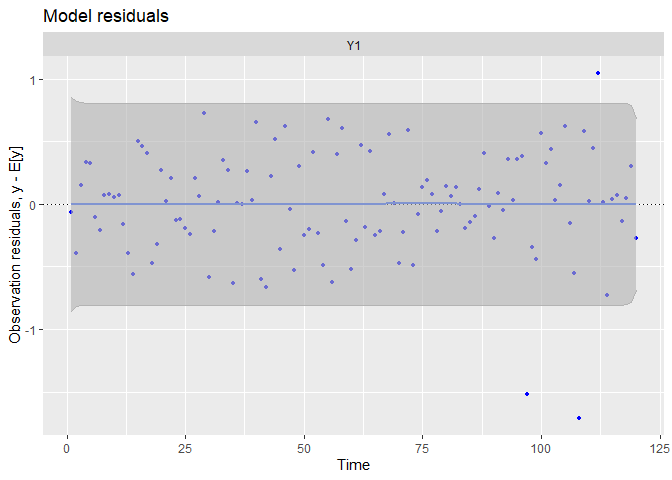 Model residuals
Y1
Observation residuals, y - E[y]
1
0
-1
0
25
50
75
100
125
Time